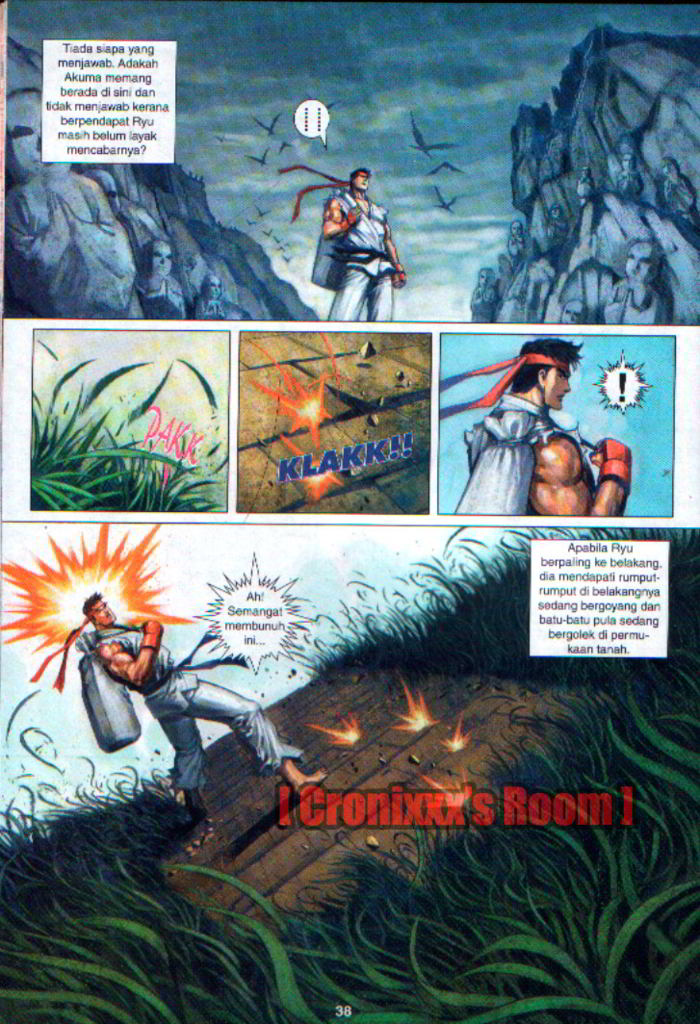 Tiada siapa yang
menjawab. Adakah
Akuma memang
berada di sini dan
tidak menjawab kerana
berpendapat Ryu
masih belum layak
mencabarnya?
PAKK
KLAKK!!
!
Ah!
Semangat
membunuh
ini...
Apabila Ryu
berpaling ke belakang,
dia mendapati rumput-
rumput di belakangnya
sedang bergoyang dan
batu-batu pula sedang
bergolek di permu-
kaan tanah.
[ Cronixxx's Room ]
38